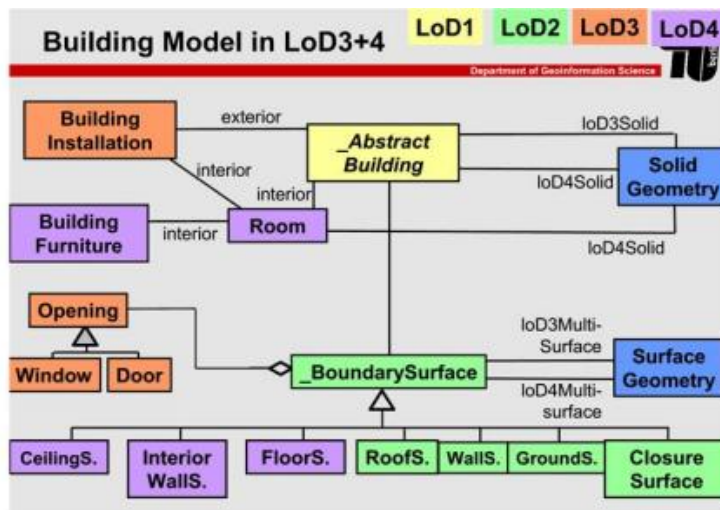 LoD1
LoD2
LoD3
LoD4
Building Model in LoD3+4
Department of Geoinformation Science
Building
Installation
exterior
_Abstract
Building
loD3Solid
loD4Solid
Solid
Geometry
interior
interior
Building
Furniture
interior
Room
loD4Solid
Opening
Window
Door
_BoundarySurface
loD3Multi-
Surface
loD4Multi-
surface
Surface
Geometry
CeilingS.
Interior
WallS.
FloorS.
RoofS.
WallS.
GroundS.
Closure
Surface